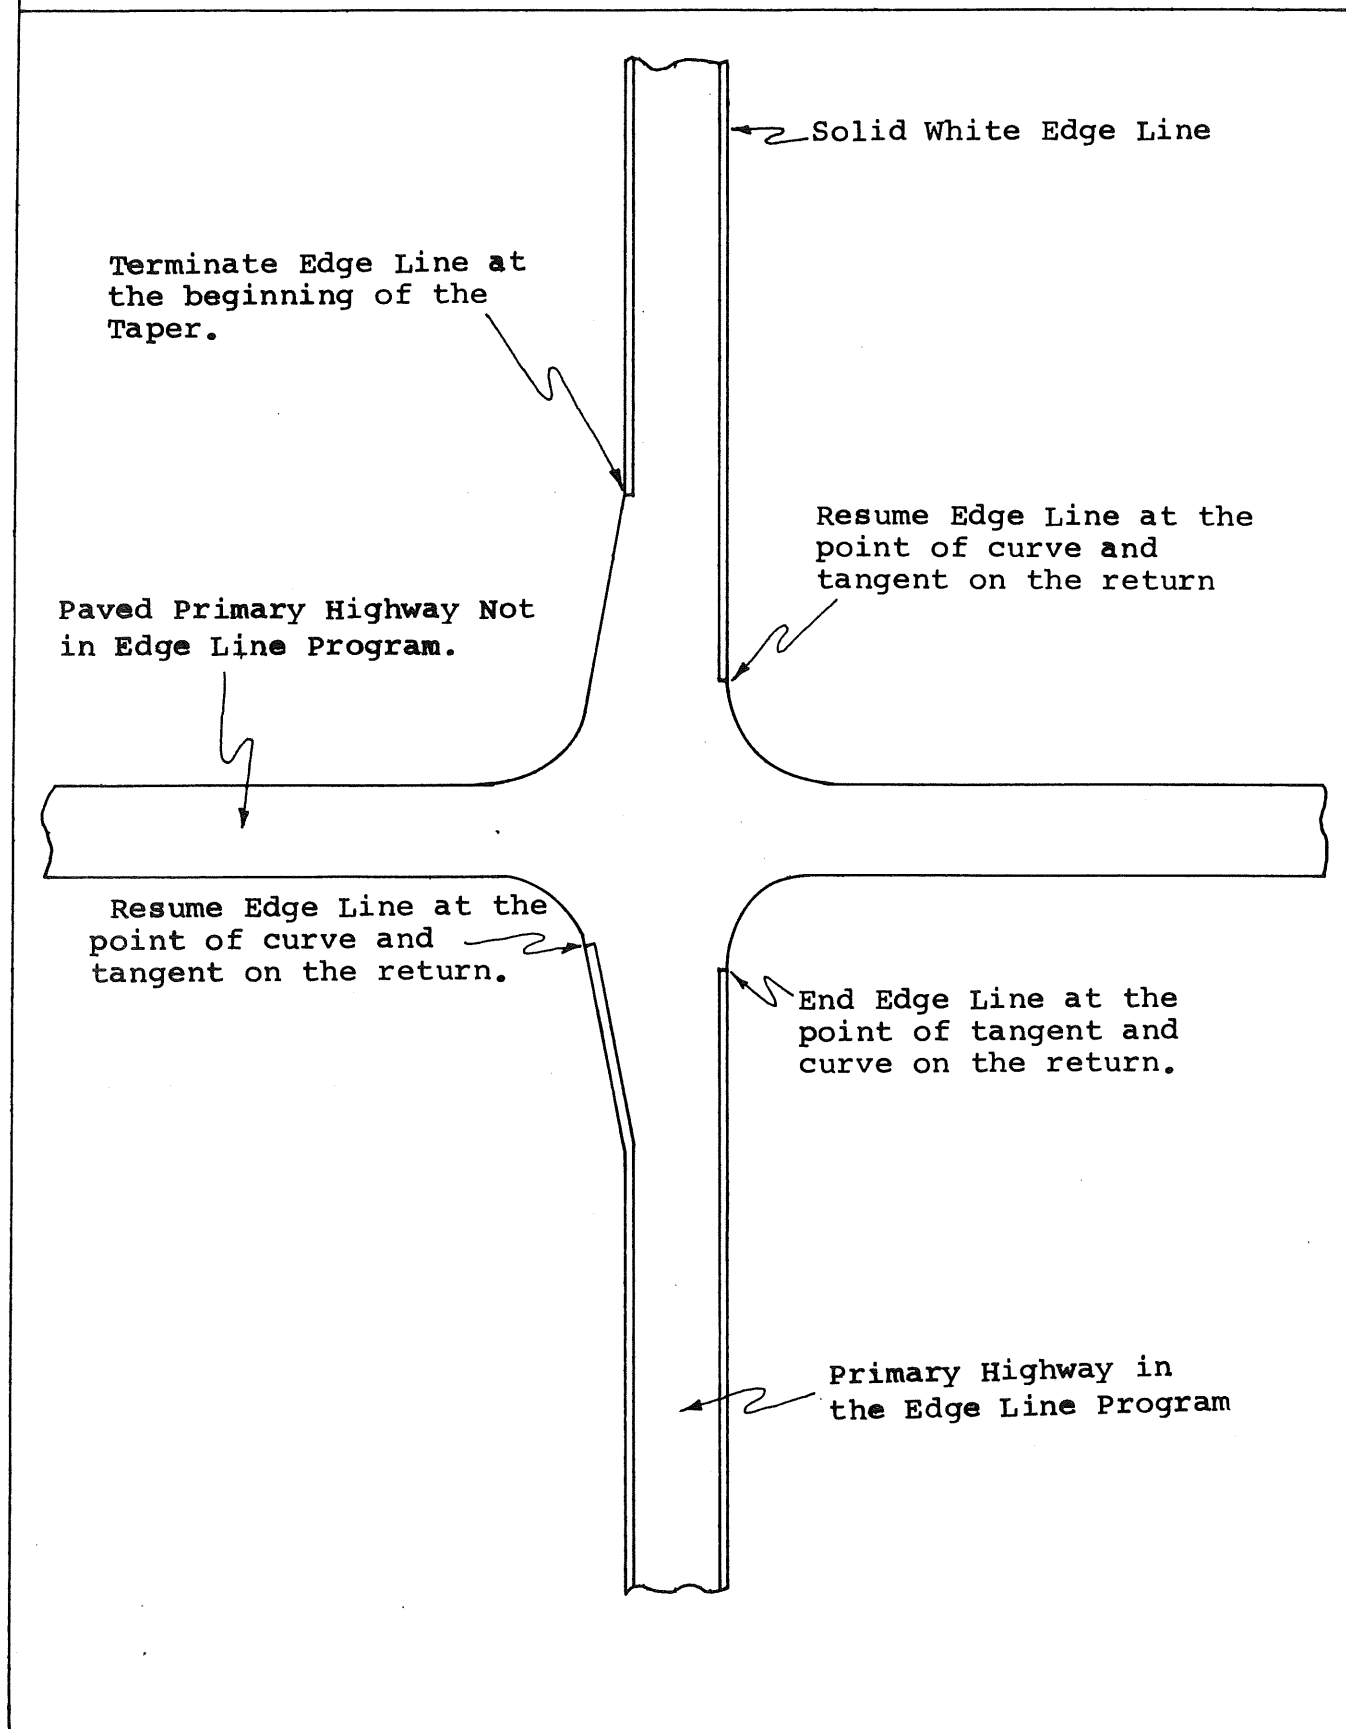 Solid White Edge Line
Terminate Edge Line at
the beginning of the
Taper.
Resume Edge Line at the
point of curve and
tangent on the return
Paved Primary Highway Not
in Edge Line Program.
Resume Edge Line at the
point of curve and
tangent on the return.
End Edge Line at the
point of tangent and
curve on the return.
Primary Highway in
the Edge Line Program